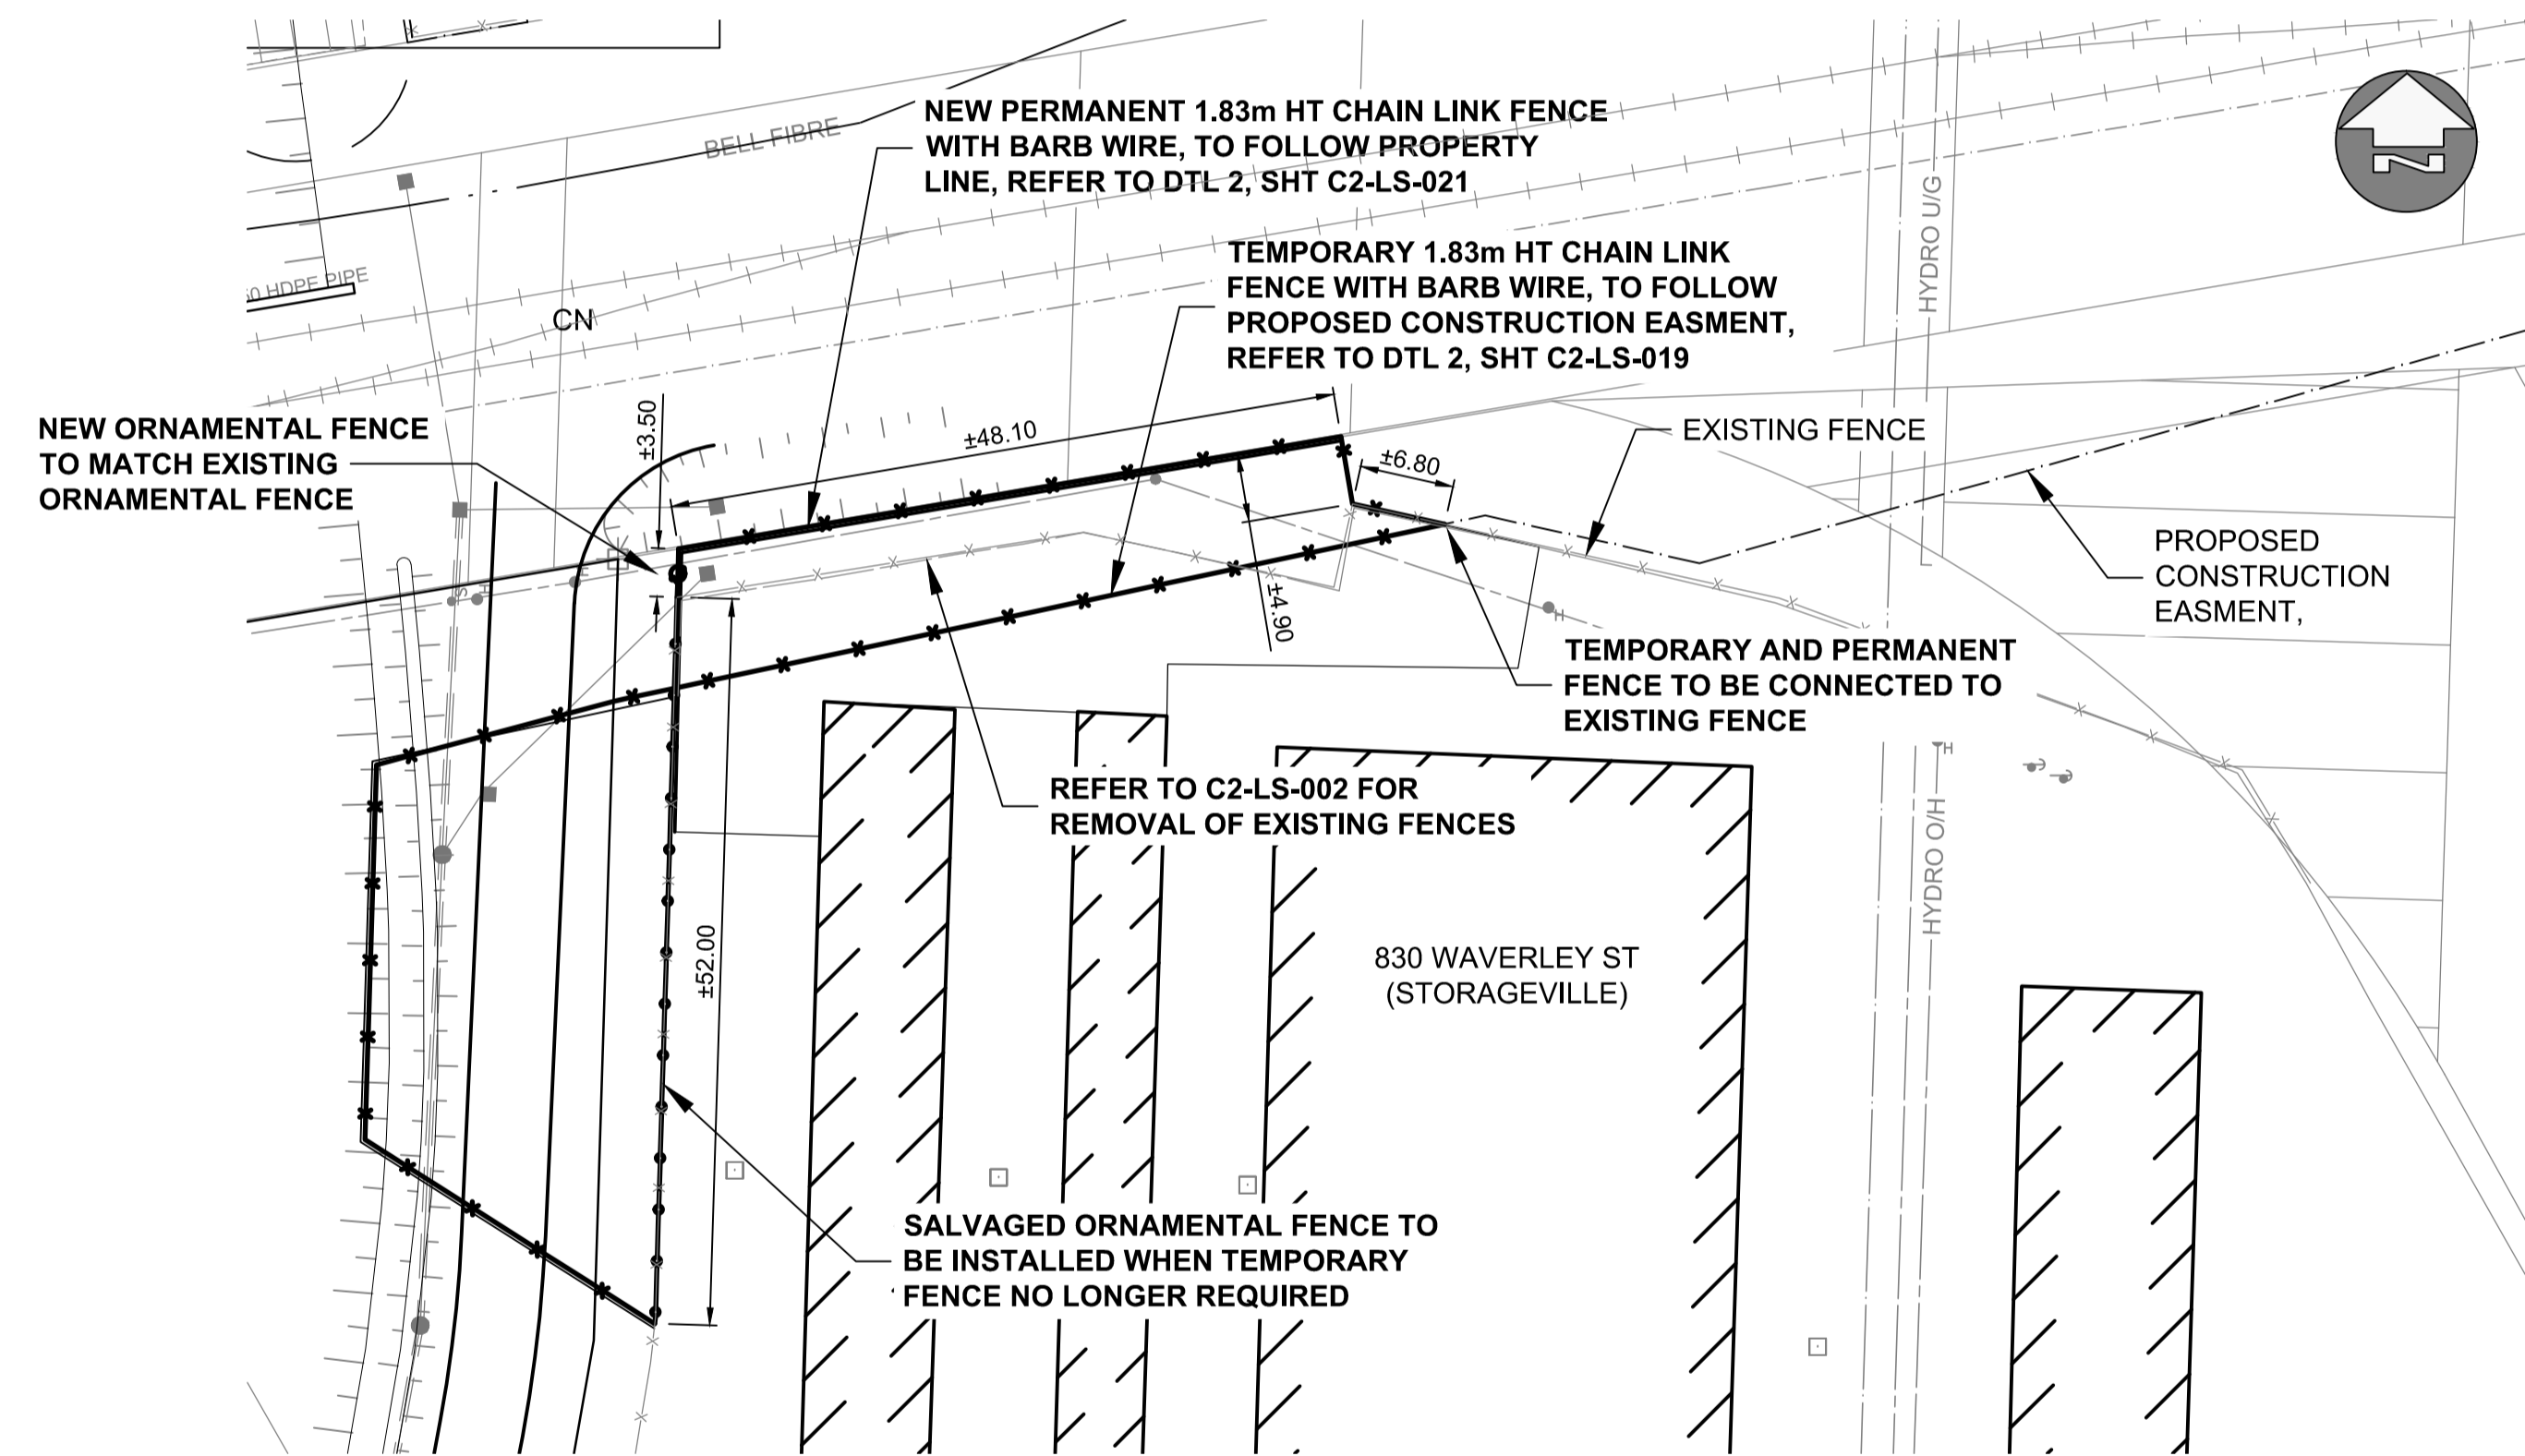 NEW PERMANENT 1.83m HT CHAIN LINK FENCE
WITH BARB WIRE, TO FOLLOW PROPERTY
LINE, REFER TO DTL 2, SHT C2-LS-021
BELL FIBRE
HYDRO U/G
N
TEMPORARY 1.83m HT CHAIN LINK
FENCE WITH BARB WIRE, TO FOLLOW
PROPOSED CONSTRUCTION EASMENT,
REFER TO DTL 2, SHT C2-LS-019
0 HDPE PIPE
CN
NEW ORNAMENTAL FENCE
TO MATCH EXISTING
ORNAMENTAL FENCE
±3.50
±48.10
±6.80
EXISTING FENCE
PROPOSED
CONSTRUCTION
EASMENT,
S
H
±4.90
H
TEMPORARY AND PERMANENT
FENCE TO BE CONNECTED TO
EXISTING FENCE
H
REFER TO C2-LS-002 FOR
REMOVAL OF EXISTING FENCES
HYDRO O/H
±52.00
830 WAVERLEY ST
(STORAGEVILLE)
SALVAGED ORNAMENTAL FENCE TO
BE INSTALLED WHEN TEMPORARY
FENCE NO LONGER REQUIRED